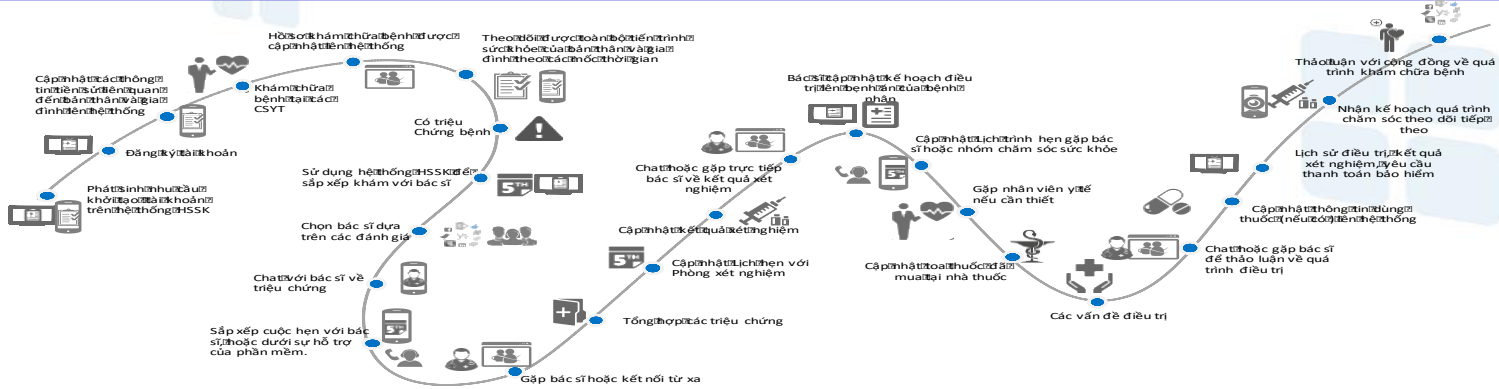 Phát sinh nhu cầu
khởi tạo tài khoản
trên hệ thống HSSK
Đăng ký tài khoản
Cập nhật các thông
tin tiền sử liên quan
đến bản thân và gia
đình lên hệ thống
Khám chữa
bệnh tại các
CSYT
Hồ sơ khám chữa bệnh được
cập nhật lên hệ thống
Theo dõi được toàn bộ tiến trình
sức khỏe của bản thân và gia
đình theo các mốc thời gian
Có triệu
Chứng bệnh
Sử dụng hệ thống HSSK để
sắp xếp khám với bác sĩ
5TH
Chọn bác sĩ dựa
trên các đánh giá
Chat với bác sĩ về
triệu chứng
Sắp xếp cuộc hẹn với bác
sĩ, hoặc dưới sự hỗ trợ
của phần mềm.
5TH
Gặp bác sĩ hoặc kết nối từ xa
Tổng hợp các triệu chứng
5TH
Cập nhật Lịch hẹn với
Phòng xét nghiệm
Cập nhật kết quả xét nghiệm
Chat hoặc gặp trực tiếp
bác sĩ về kết quả xét
nghiệm
Bác sĩ cập nhật kế hoạch điều
trị lên bệnh án của bệnh
nhân
Cập nhật Lịch trình hẹn gặp bác
sĩ hoặc nhóm chăm sóc sức khỏe
5TH
Gặp nhân viên y tế
nếu cần thiết
Cập nhật toa thuốc đã
mua tại nhà thuốc
Các vấn đề điều trị
Chat hoặc gặp bác sĩ
để thảo luận về quá
trình điều trị
Cập nhật thông tin dùng
thuốc (nếu có) lên hệ thống
Lịch sử điều trị, kết quả
xét nghiệm, yêu cầu
thanh toán bảo hiểm
Nhận kế hoạch quá trình
chăm sóc theo dõi tiếp
theo
Thảo luận với cộng đồng về quá
trình khám chữa bệnh